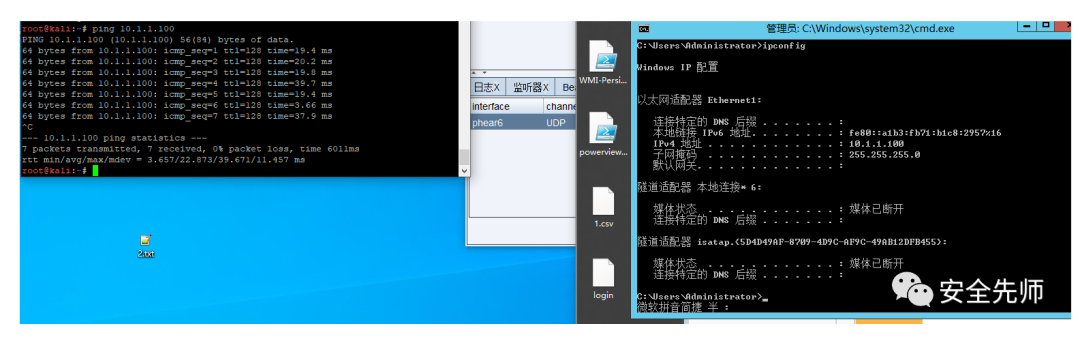 root@kali:~# ping 10.1.1.100
PING 10.1.1.100 (10.1.1.100) 56(84) bytes of data.
64 bytes from 10.1.1.100: icmp_seq=1 ttl=128 time=19.4 ms
64 bytes from 10.1.1.100: icmp_seq=2 ttl=128 time=20.2 ms
64 bytes from 10.1.1.100: icmp_seq=3 ttl=128 time=19.8 ms
64 bytes from 10.1.1.100: icmp_seq=4 ttl=128 time=39.7 ms
64 bytes from 10.1.1.100: icmp_seq=5 ttl=128 time=19.4 ms
64 bytes from 10.1.1.100: icmp_seq=6 ttl=128 time=3.66 ms
64 bytes from 10.1.1.100: icmp_seq=7 ttl=128 time=37.9 ms
^C
--- 10.1.1.100 ping statistics ---
7 packets transmitted, 7 received, 0% packet loss, time 6011ms
rtt min/avg/max/mdev = 3.657/22.873/39.671/11.457 ms
root@kali:~#
2.txt
日志X 监听器X Be
interface channe
phear6 UDP
WMI-Persi...
powerview...
1.csv
login
管理员: C:\Windows\system32\cmd.exe
C:\Users\Administrator>ipconfig
Windows IP 配置
以太网适配器 Ethernet1:
连接特定的 DNS 后缀 . . . . . . . :
本地链接 IPv6 地址. . . . . . . . : fe80::a1b3:fb71:b1c8:2957%16
IPv4 地址 . . . . . . . . . . . . : 10.1.1.100
子网掩码 . . . . . . . . . . . . : 255.255.255.0
默认网关. . . . . . . . . . . . . :
隧道适配器 本地连接* 6:
媒体状态 . . . . . . . . . . . . : 媒体已断开
连接特定的 DNS 后缀 . . . . . . . :
隧道适配器 isatap.{5D4D49AF-8709-4D9C-AF9C-49AB12DFB455}:
媒体状态 . . . . . . . . . . . . : 媒体已断开
连接特定的 DNS 后缀 . . . . . . . :
C:\Users\Administrator>_
微软拼音简捷 半 :
安全先师